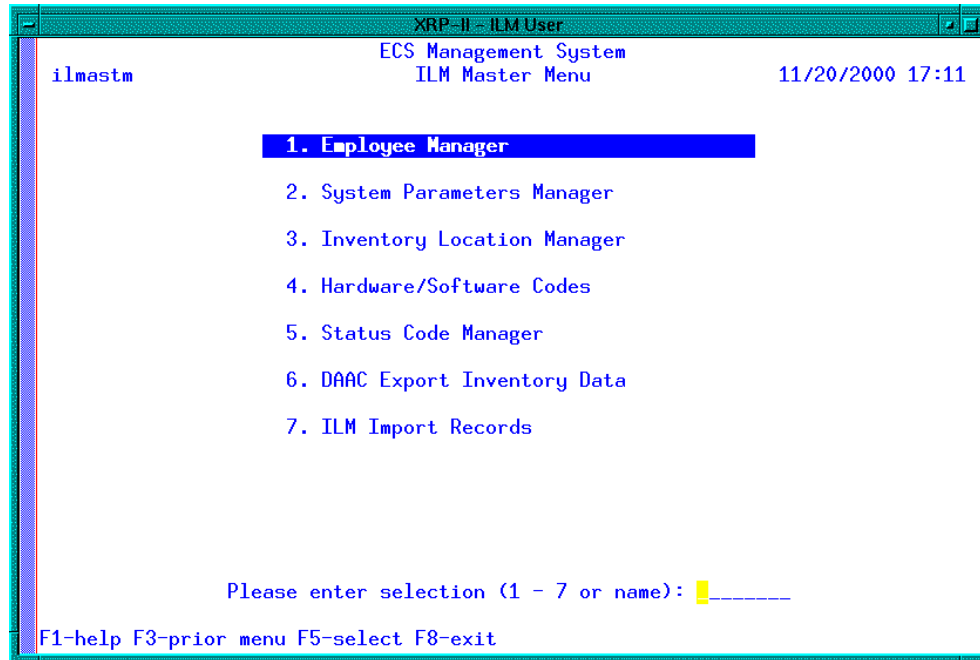 XRP-II - ILM User
ECS Management System
ilmastm ILM Master Menu 11/20/2000 17:11
1. Employee Manager
2. System Parameters Manager
3. Inventory Location Manager
4. Hardware/Software Codes
5. Status Code Manager
6. DAAC Export Inventory Data
7. ILM Import Records
Please enter selection (1 - 7 or name): ________
F1-help F3-prior menu F5-select F8-exit